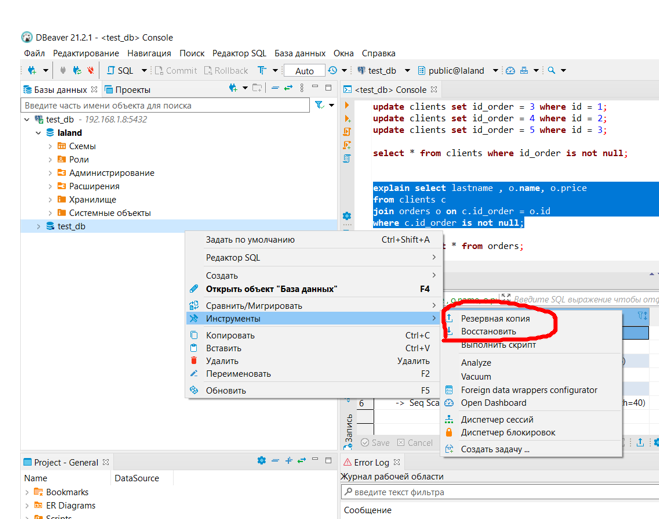 DBeaver 21.2.1 - <test_db> Console
Файл Редактирование Навигация Поиск Редактор SQL База данных Окна Справка
SQL Commit Rollback Auto test_db public@laland
Базы данных Проекты
<test_db> Console
Введите часть имени объекта для поиска
test_db - 192.168.1.8:5432
laland
Схемы
Роли
Администрирование
Расширения
Хранилище
Системные объекты
test_db
update clients set id_order = 3 where id = 1;
update clients set id_order = 4 where id = 2;
update clients set id_order = 5 where id = 3;
select * from clients where id_order is not null;
explain select lastname , o.name, o.price
from clients c
join orders o on c.id_order = o.id
where c.id_order is not null;
t * from orders;
Введите SQL выражение чтобы отф
Задать по умолчанию Ctrl+Shift+A
Редактор SQL
Создать
Открыть объект "База данных" F4
Сравнить/Мигрировать
Инструменты
Копировать Ctrl+C
Вставить Ctrl+V
Удалить Удалить
Переименовать F2
Обновить F5
Резервная копия
Восстановить
Выполнить скрипт
Analyze
Vacuum
Foreign data wrappers configurator
Open Dashboard
Диспетчер сессий
Диспетчер блокировок
Создать задачу ...
6 -> Seq Sca th=40)
Запись
Save Cancel
Project - General
Error Log
Name DataSource
Bookmarks
ER Diagrams
Scripts
Журнал рабочей области
введите текст фильтра
Сообщение